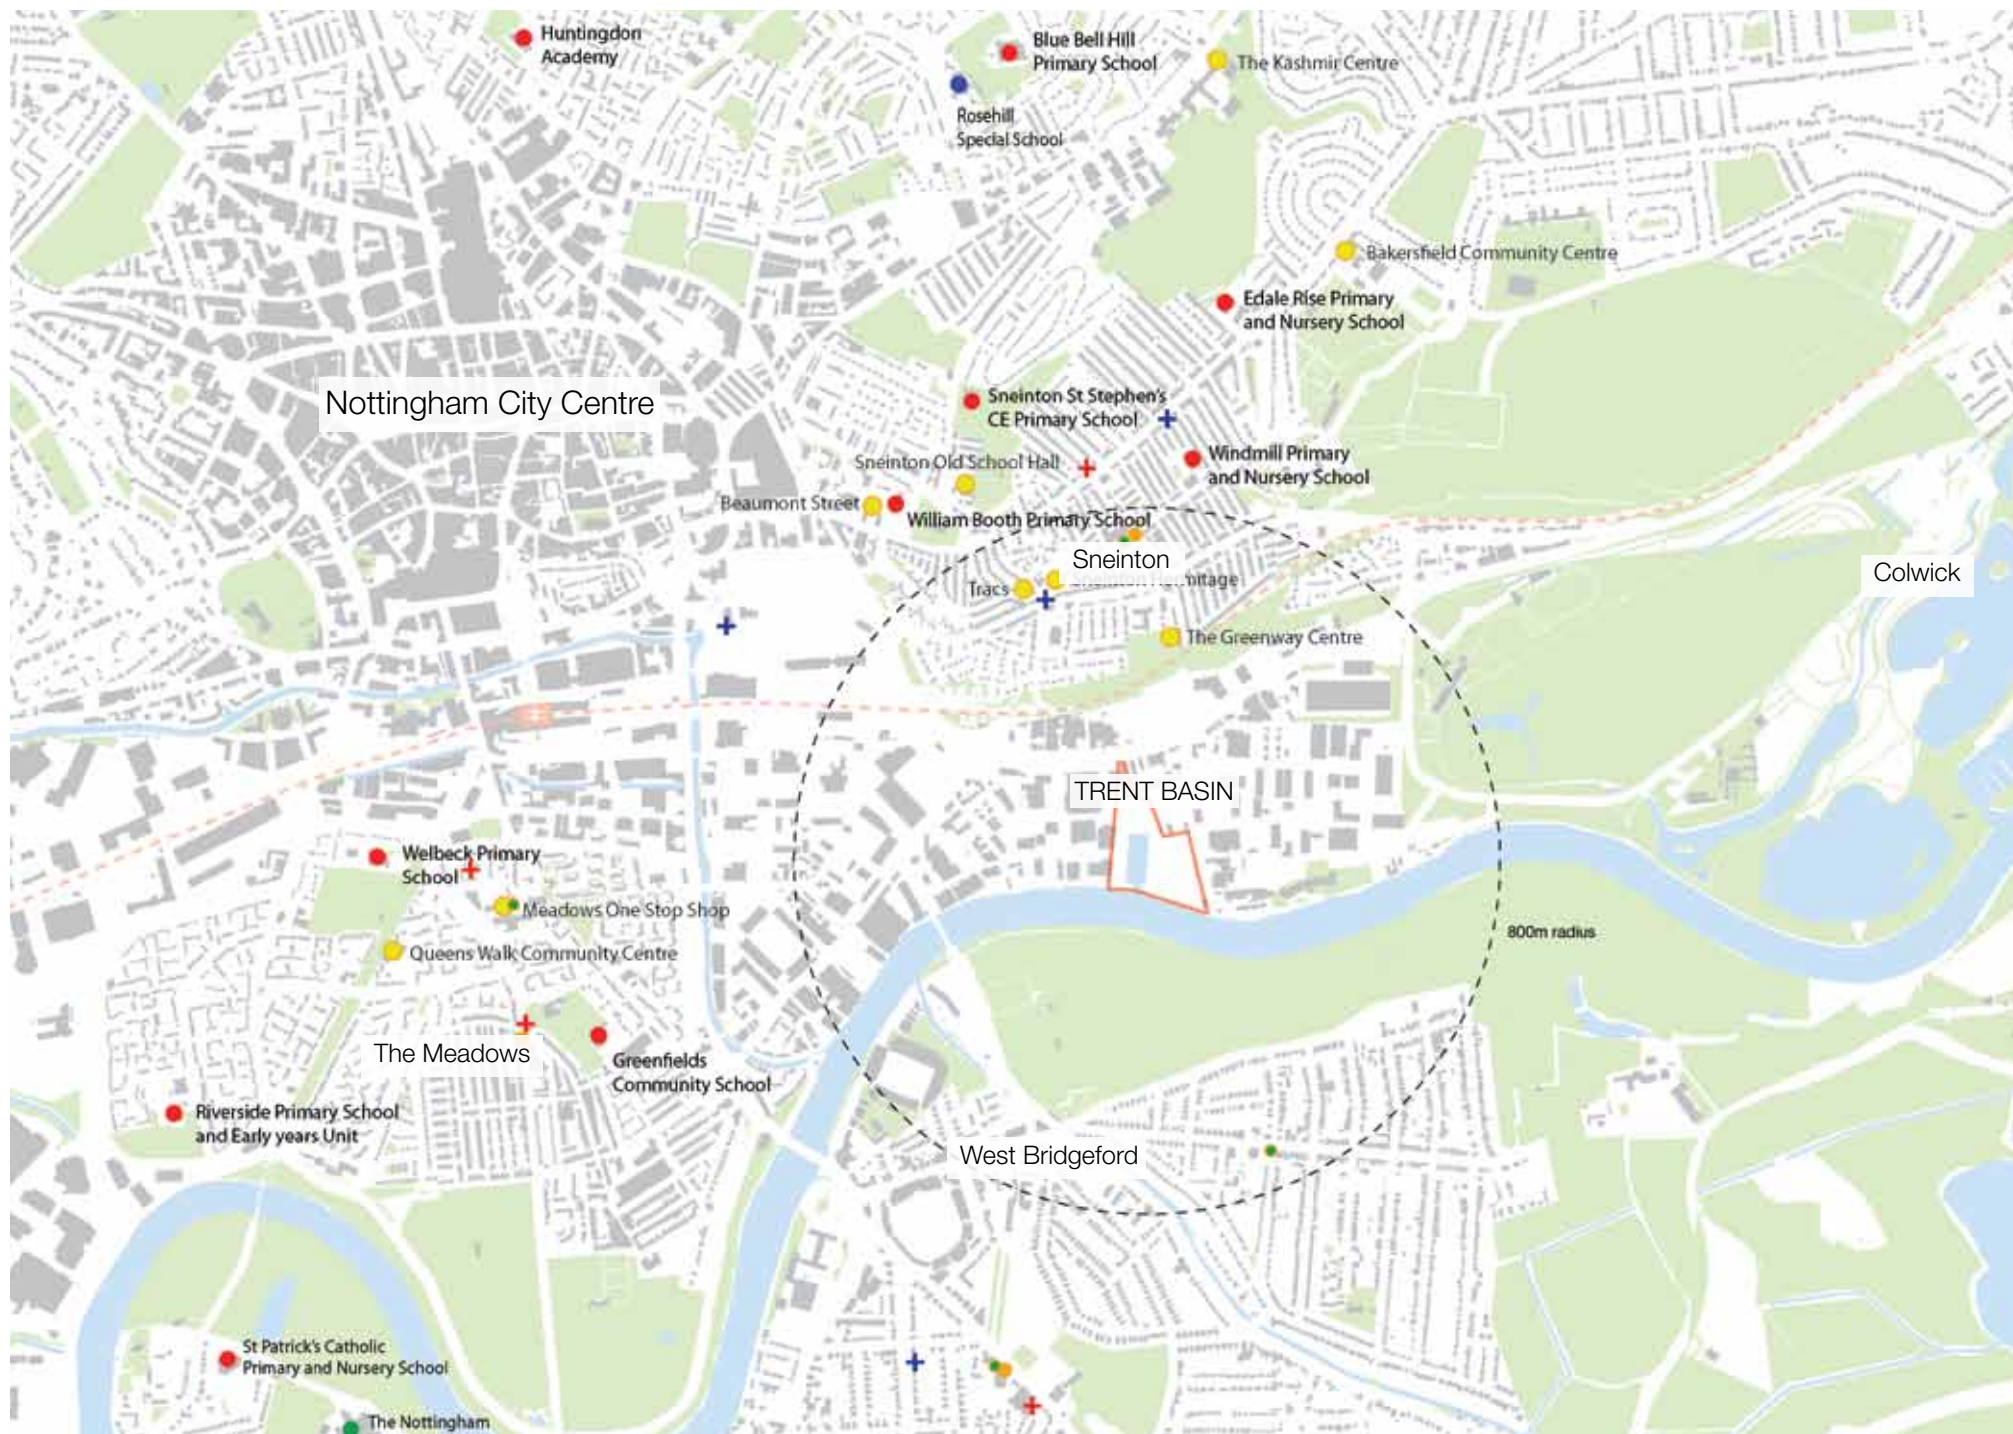 Huntingdon
Academy
Blue Bell Hill
Primary School
The Kashmir Centre
Rosehill
Special School
Bakersfield Community Centre
Edale Rise Primary
and Nursery School
Nottingham City Centre
Sneinton St Stephen's
CE Primary School
Sneinton Old School Hall
Windmill Primary
and Nursery School
Beaumont Street
William Booth Primary School
Sneinton
Colwick
Tracs
The Greenway Centre
TRENT BASIN
Welbeck Primary
School
Meadows One Stop Shop
800m radius
Queens Walk Community Centre
The Meadows
Greenfields
Community School
Riverside Primary School
and Early years Unit
West Bridgeford
St Patrick's Catholic
Primary and Nursery School
The Nottingham